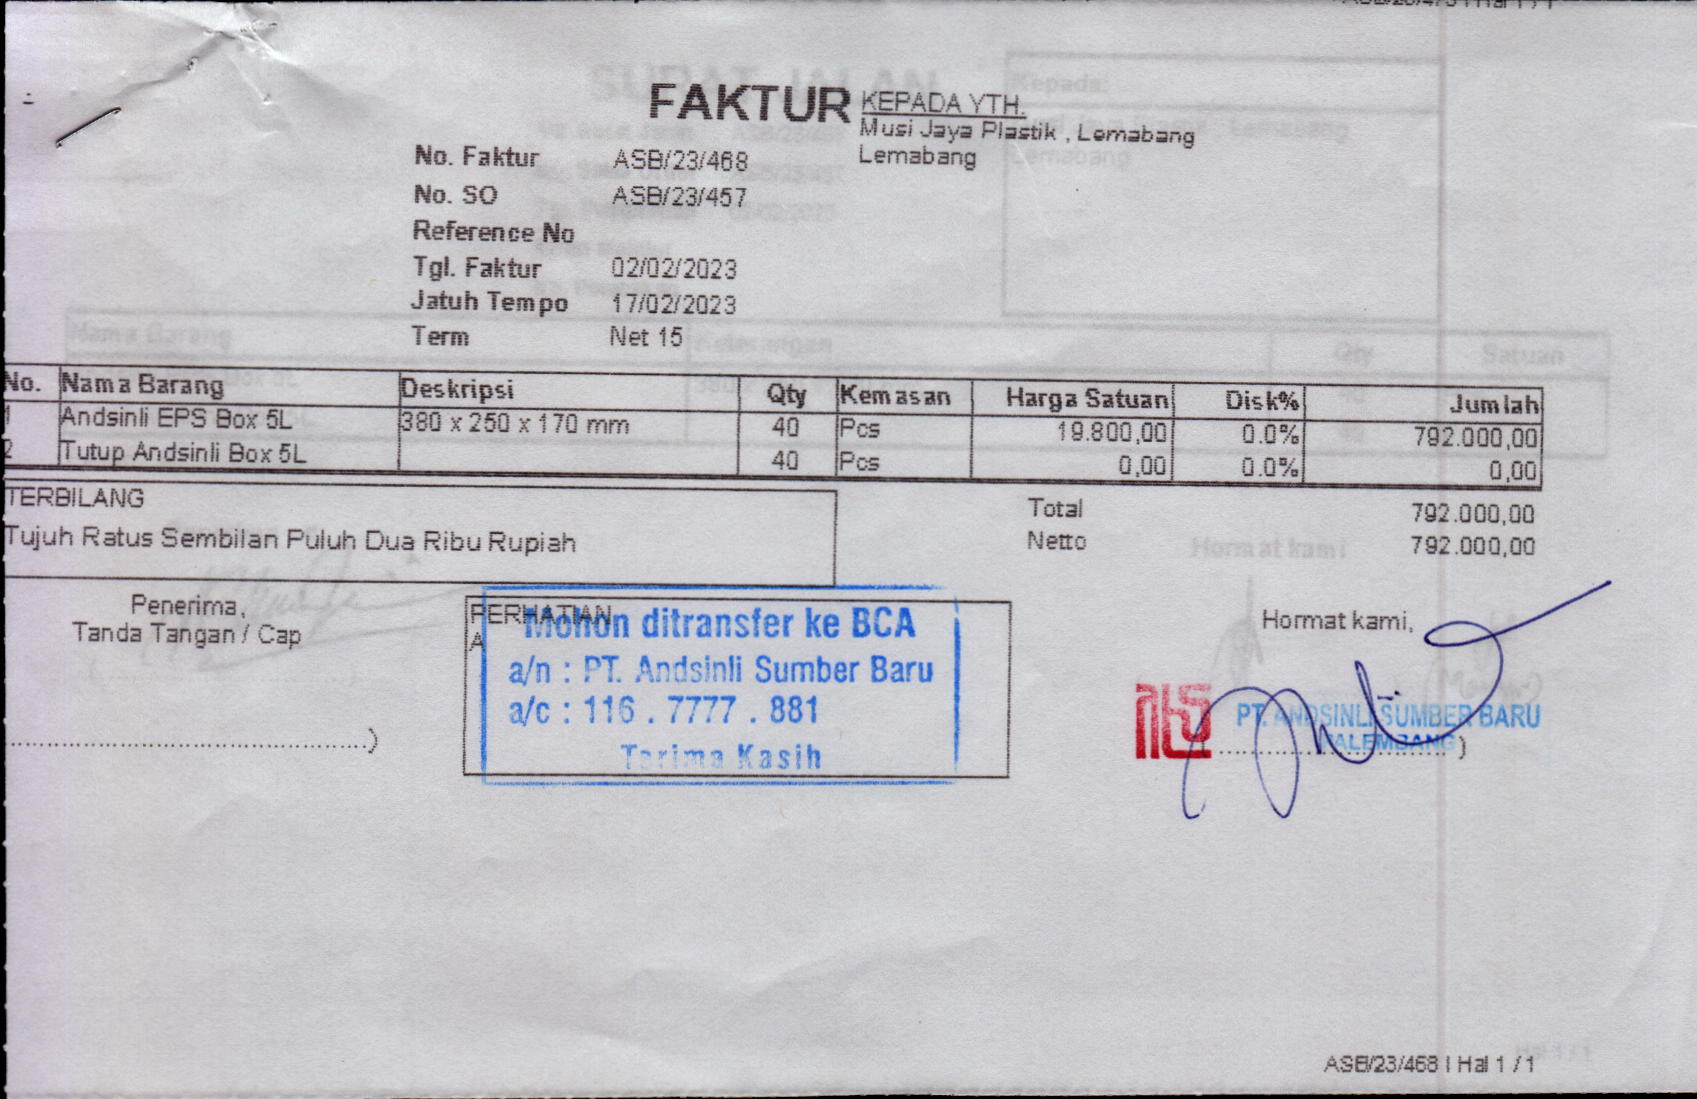 FAKTUR
KEPADA YTH.
Musi Jaya Plastik , Lemabang
Lemabang
No. Faktur ASB/23/468
No. SO ASB/23/457
Reference No
Tgl. Faktur 02/02/2023
Jatuh Tempo 17/02/2023
Term Net 15
No. Nama Barang Deskripsi Qty Kemasan Harga Satuan Disk% Jumlah
1 Andsinli EPS Box 5L 380 x 250 x 170 mm 40 Pcs 19.800,00 0.0% 792.000,00
2 Tutup Andsinli Box 5L 40 Pcs 0,00 0.0% 0,00
TERBILANG
Tujuh Ratus Sembilan Puluh Dua Ribu Rupiah
Total 792.000,00
Netto 792.000,00
Penerima,
Tanda Tangan / Cap
.....................................................)
PERHATIAN
A
Mohon ditransfer ke BCA
a/n : PT. Andsinli Sumber Baru
a/c : 116 . 7777 . 881
Terima Kasih
Hormat kami,
PT. ANDSINLI SUMBER BARU
PALEMBANG
ASB/23/468 | Hal 1 / 1